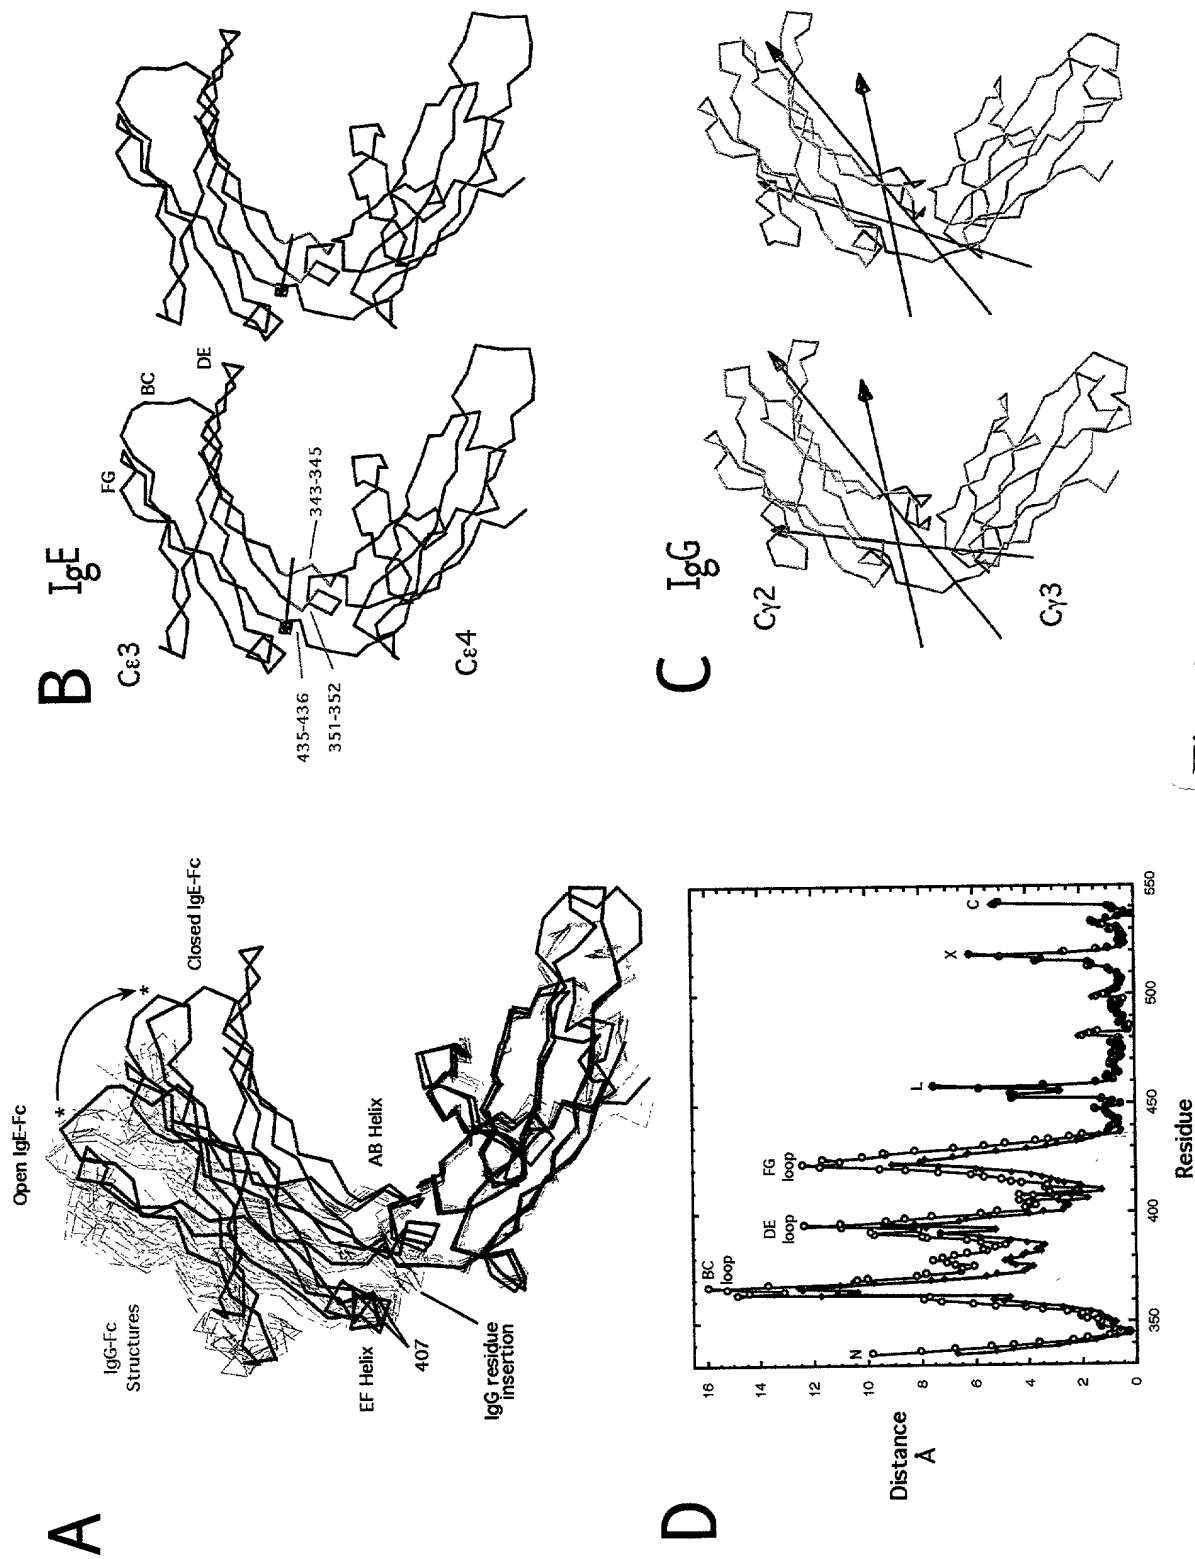 A
Open IgE-Fc
*
*
Closed IgE-Fc
IgG-Fc
Structures
EF Helix
407
IgG residue
insertion
AB Helix
B
IgE
Cε3
FG
BC
DE
435-436
351-352
343-345
Cε4
C
IgG
Cγ2
Cγ3
D
Distance
Å
16
14
12
10
8
6
4
2
0
N
BC
loop
DE
loop
FG
loop
L
X
C
350
400
450
500
550
Residue